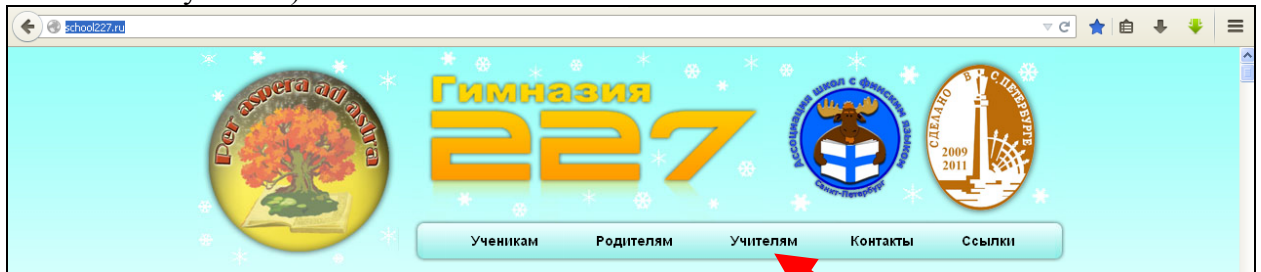 school227.ru
Per aspera ad astra
Гимназия
227
Ассоциация школ с финским языком
Санкт-Петербург
СДЕЛАНО В С.ПЕТЕРБУРГЕ
2009
2011
Ученикам Родителям Учителям Контакты Ссылки